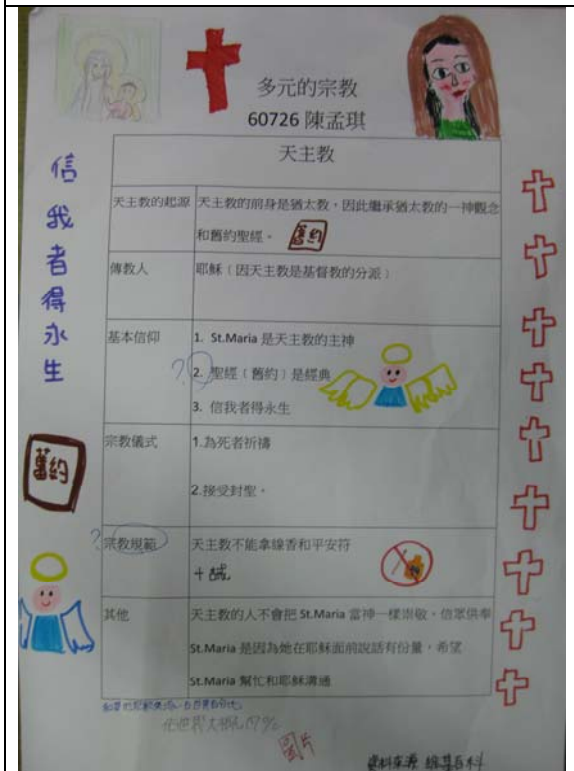 多元的宗教
60726 陳孟琪
信我者得永生
天主教
天主教的起源 天主教的前身是猶太教，因此繼承猶太教的一神觀念
和舊約聖經。 舊約
傳教人 耶穌（因天主教是基督教的分派）
基本信仰 1. St.Maria 是天主教的主神
? 2. 聖經（舊約）是經典
3. 信我者得永生
舊約
宗教儀式 1.為死者祈禱
2.接受封聖。
? 宗教規範 天主教不能拿線香和平安符
十誡
其他 天主教的人不會把 St.Maria 當神一樣崇敬，信眾供奉
St.Maria 是因為她在耶穌面前說話有份量，希望
St.Maria 幫忙和耶穌溝通
圖片
資料來源 維基百科